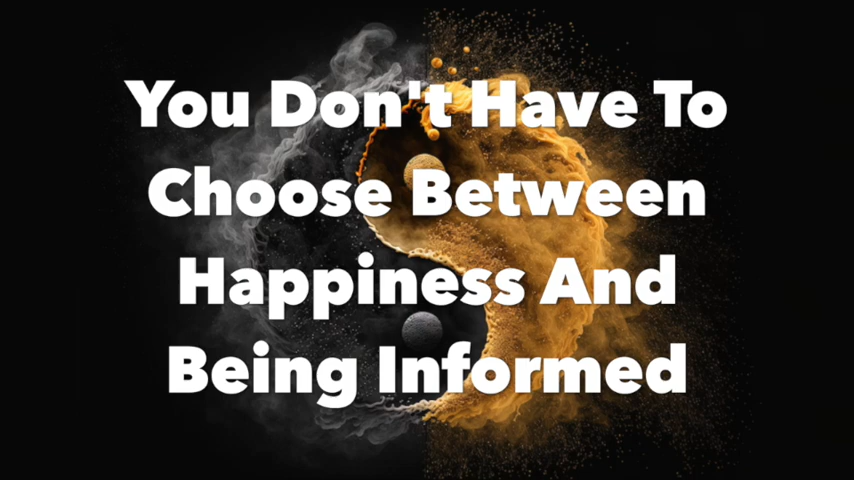 You Don't Have To
Choose Between
Happiness And
Being Informed